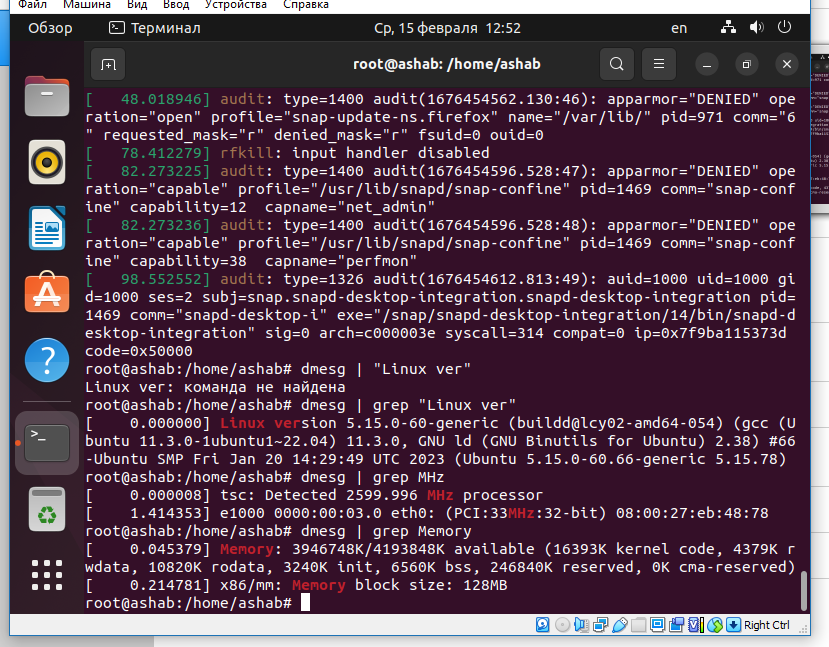 Файл Машина Вид Ввод Устройства Справка
Обзор Терминал Ср, 15 февраля 12:52 en
root@ashab: /home/ashab
[   48.018946] audit: type=1400 audit(1676454562.130:46): apparmor="DENIED" ope
ration="open" profile="snap-update-ns.firefox" name="/var/lib/" pid=971 comm="6
" requested_mask="r" denied_mask="r" fsuid=0 ouid=0
[   78.412279] rfkill: input handler disabled
[   82.273225] audit: type=1400 audit(1676454596.528:47): apparmor="DENIED" ope
ration="capable" profile="/usr/lib/snapd/snap-confine" pid=1469 comm="snap-conf
ine" capability=12  capname="net_admin"
[   82.273236] audit: type=1400 audit(1676454596.528:48): apparmor="DENIED" ope
ration="capable" profile="/usr/lib/snapd/snap-confine" pid=1469 comm="snap-conf
ine" capability=38  capname="perfmon"
[   98.552552] audit: type=1326 audit(1676454612.813:49): auid=1000 uid=1000 gi
d=1000 ses=2 subj=snap.snapd-desktop-integration.snapd-desktop-integration pid=
1469 comm="snapd-desktop-i" exe="/snap/snapd-desktop-integration/14/bin/snapd-d
esktop-integration" sig=0 arch=c000003e syscall=314 compat=0 ip=0x7f9ba115373d
code=0x50000
root@ashab:/home/ashab# dmesg | "Linux ver"
Linux ver: команда не найдена
root@ashab:/home/ashab# dmesg | grep "Linux ver"
[    0.000000] Linux version 5.15.0-60-generic (buildd@lcy02-amd64-054) (gcc (U
buntu 11.3.0-1ubuntu1~22.04) 11.3.0, GNU ld (GNU Binutils for Ubuntu) 2.38) #66
-Ubuntu SMP Fri Jan 20 14:29:49 UTC 2023 (Ubuntu 5.15.0-60.66-generic 5.15.78)
root@ashab:/home/ashab# dmesg | grep MHz
[    0.000008] tsc: Detected 2599.996 MHz processor
[    1.414353] e1000 0000:00:03.0 eth0: (PCI:33MHz:32-bit) 08:00:27:eb:48:78
root@ashab:/home/ashab# dmesg | grep Memory
[    0.045379] Memory: 3946748K/4193848K available (16393K kernel code, 4379K r
wdata, 10820K rodata, 3240K init, 6560K bss, 246840K reserved, 0K cma-reserved)
[    0.214781] x86/mm: Memory block size: 128MB
root@ashab:/home/ashab#
Right Ctrl